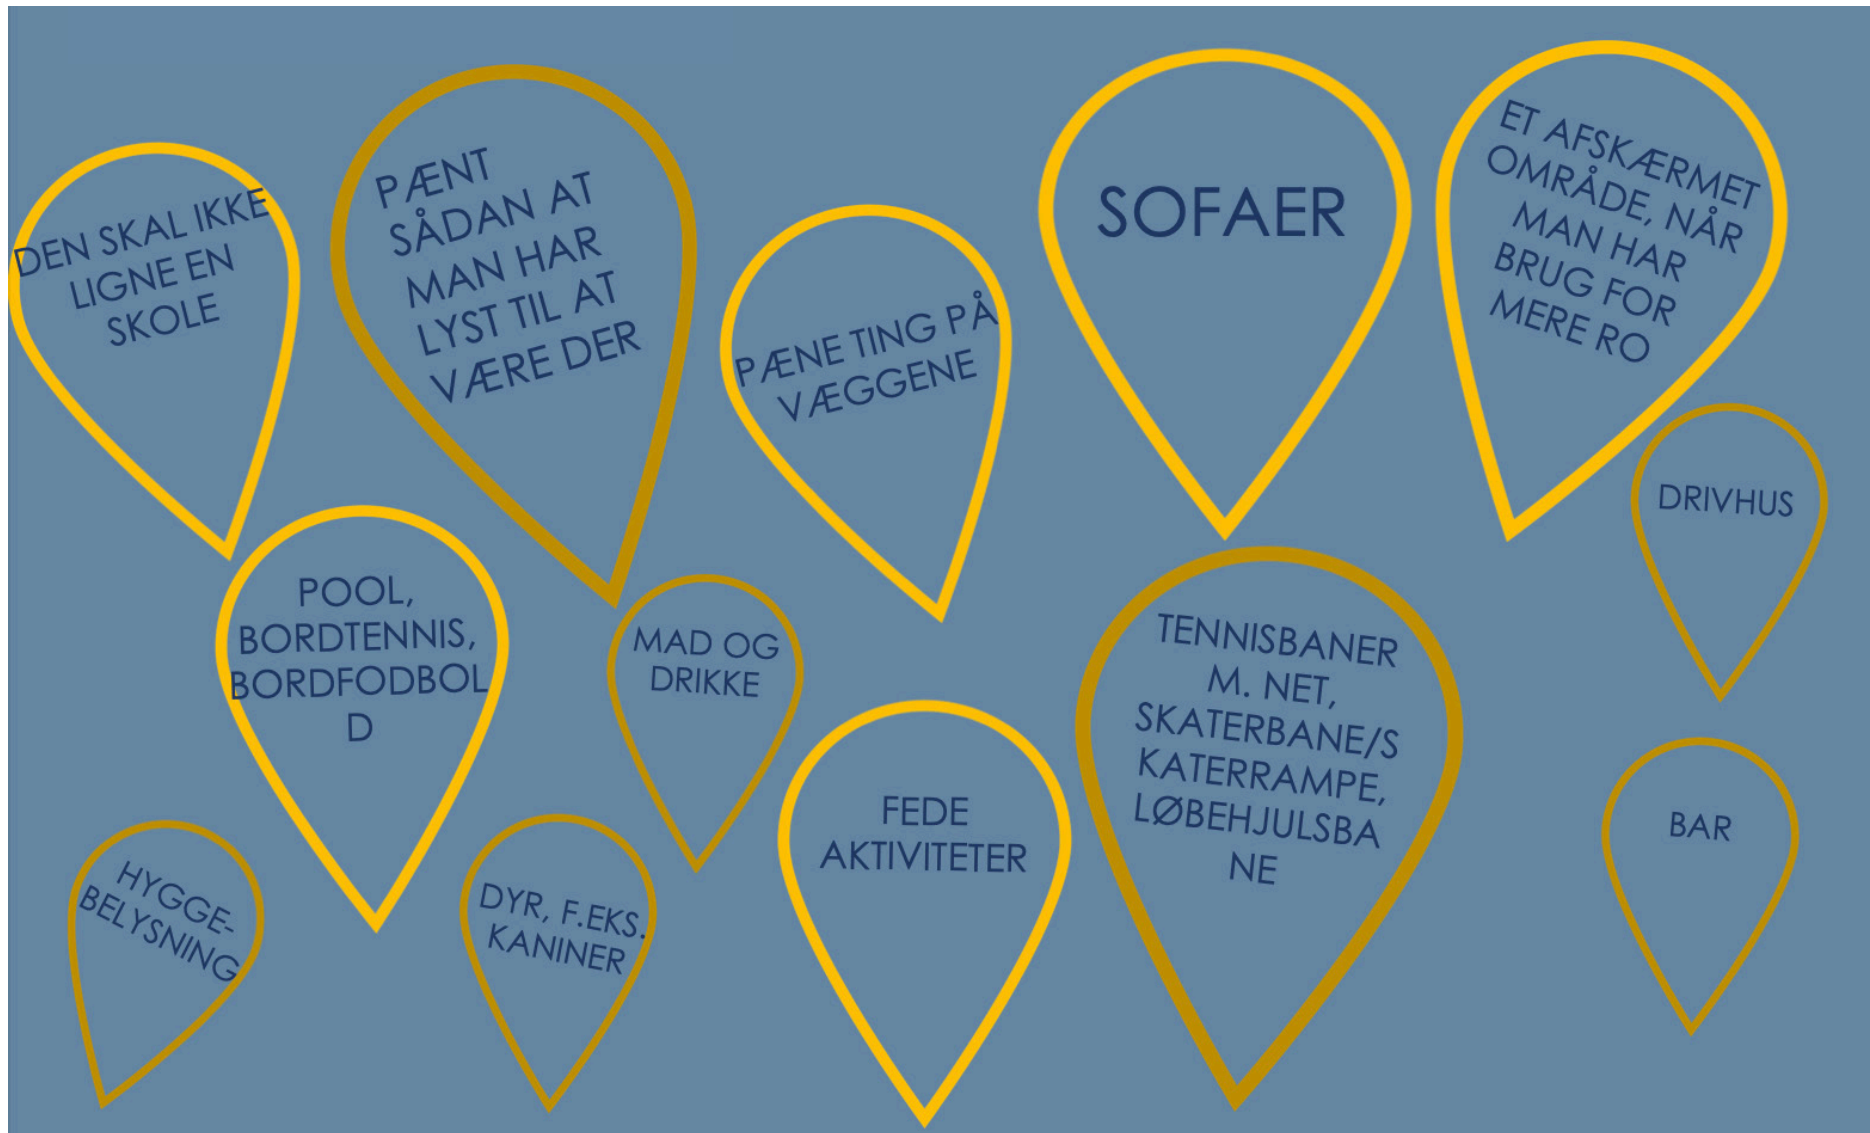 DEN SKAL IKKE
LIGNE EN
SKOLE
PÆNT
SÅDAN AT
MAN HAR
LYST TIL AT
VÆRE DER
PÆNE TING PÅ
VÆGGENE
SOFAER
ET AFSKÆRMET
OMRÅDE, NÅR
MAN HAR
BRUG FOR
MERE RO
DRIVHUS
POOL,
BORDTENNIS,
BORDFODBOL
D
MAD OG
DRIKKE
TENNISBANER
M. NET,
SKATERBANE/S
KATERRAMPE,
LØBEHJULSBA
NE
FEDE
AKTIVITETER
BAR
HYGGE-
BELYSNING
DYR, F.EKS.
KANINER